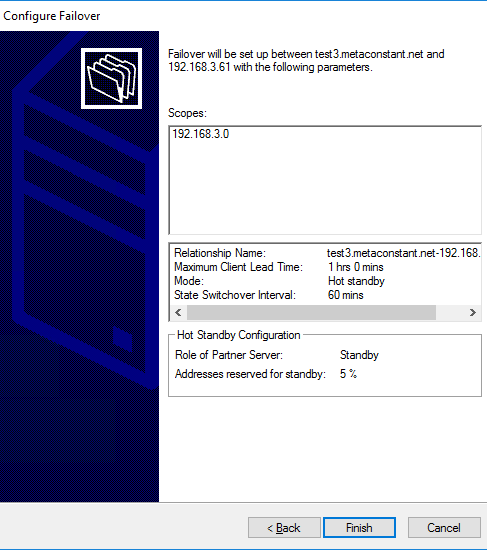 Configure Failover
Failover will be set up between test3.metaconstant.net and
192.168.3.61 with the following parameters.
Scopes:
192.168.3.0
Relationship Name: test3.metaconstant.net-192.168.
Maximum Client Lead Time: 1 hrs 0 mins
Mode: Hot standby
State Switchover Interval: 60 mins
Hot Standby Configuration
Role of Partner Server: Standby
Addresses reserved for standby: 5 %
< Back Finish Cancel